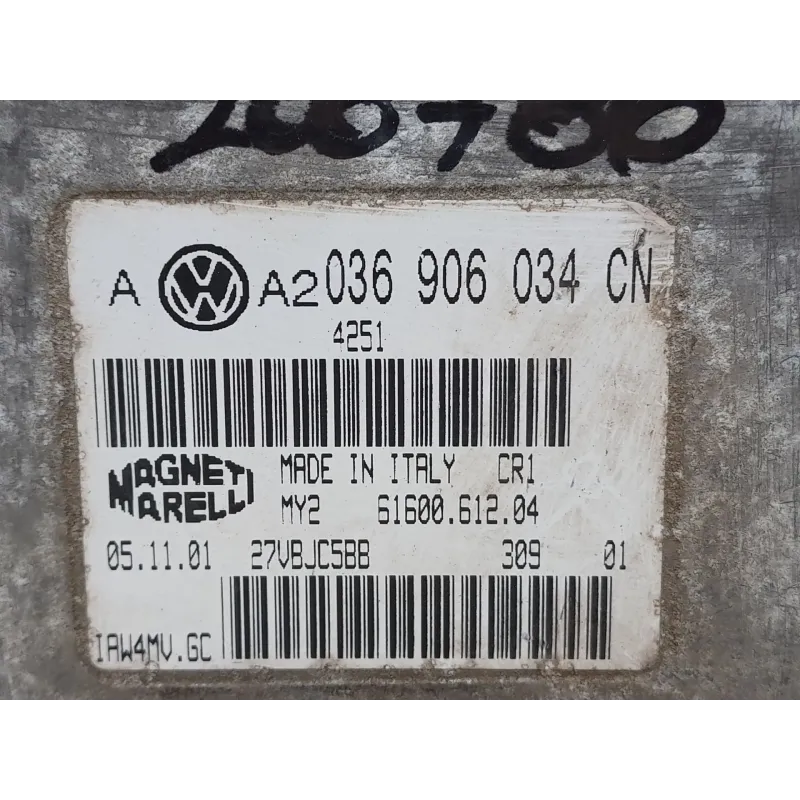 A VW A2 036 906 034 CN
4251
MAGNETI MARELLI
MADE IN ITALY CR1
MY2 61600.612.04
05.11.01 27VBJC5BB 309 01
IAW4MV.GC